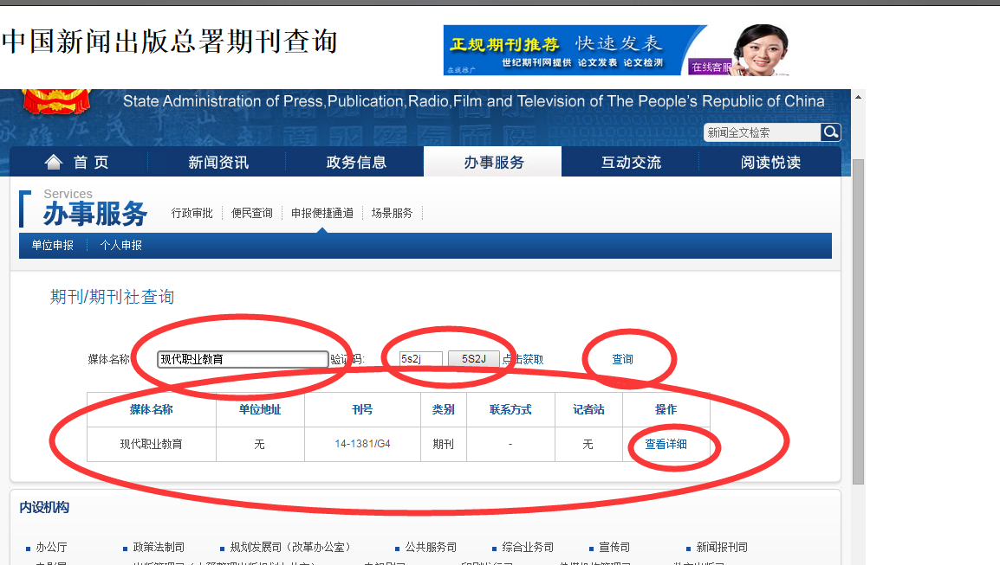 中国新闻出版总署期刊查询
正规期刊推荐 快速发表
世纪期刊网提供 论文发表 论文检测
在线客服
State Administration of Press,Publication,Radio,Film and Television of The People's Republic of China
新闻全文检索
首 页 新闻资讯 政务信息 办事服务 互动交流 阅读悦读
Services
办事服务 行政审批 便民查询 申报便捷通道 场景服务
单位申报 个人申报
期刊/期刊社查询
媒体名称 现代职业教育 验证码: 5s2j 5S2J 点击获取 查询
媒体名称 单位地址 刊号 类别 联系方式 记者站 操作
现代职业教育 无 14-1381/G4 期刊 - 无 查看详细
内设机构
办公厅 政策法制司 规划发展司（改革办公室） 公共服务司 综合业务司 宣传司 新闻报刊司